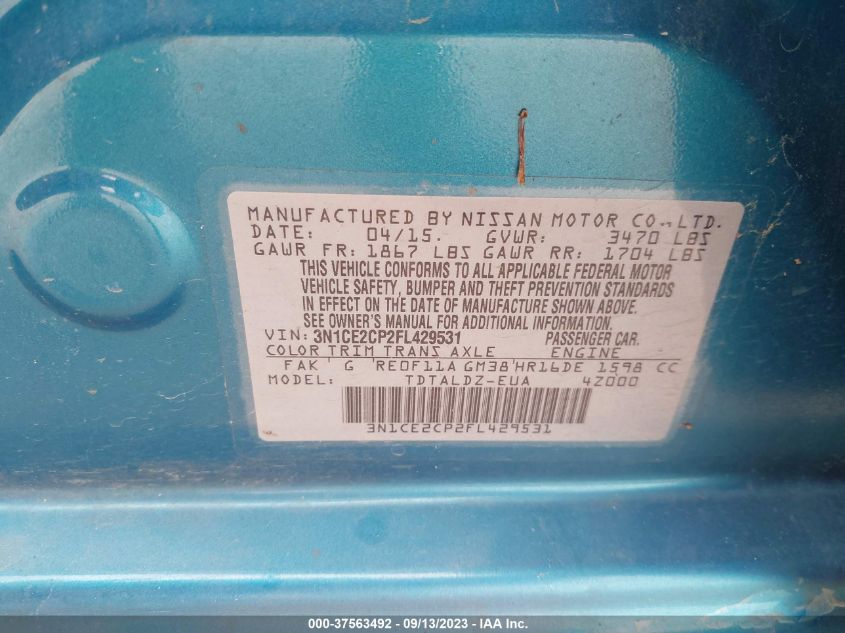 MANUFACTURED BY NISSAN MOTOR CO., LTD.
DATE: 04/15. GVWR: 3470 LBS
GAWR FR: 1867 LBS GAWR RR: 1704 LBS
THIS VEHICLE CONFORMS TO ALL APPLICABLE FEDERAL MOTOR
VEHICLE SAFETY, BUMPER AND THEFT PREVENTION STANDARDS
IN EFFECT ON THE DATE OF MANUFACTURE SHOWN ABOVE.
SEE OWNER'S MANUAL FOR ADDITIONAL INFORMATION.
VIN: 3N1CE2CP2FL429531 PASSENGER CAR.
COLOR TRIM TRANS AXLE ENGINE
FAK' G 'RE0F11A GM38'HR16DE 1598 CC
MODEL: TDTALDZ-EUA 4Z000
3N1CE2CP2FL429531
000-37563492 - 09/13/2023 - IAA Inc.